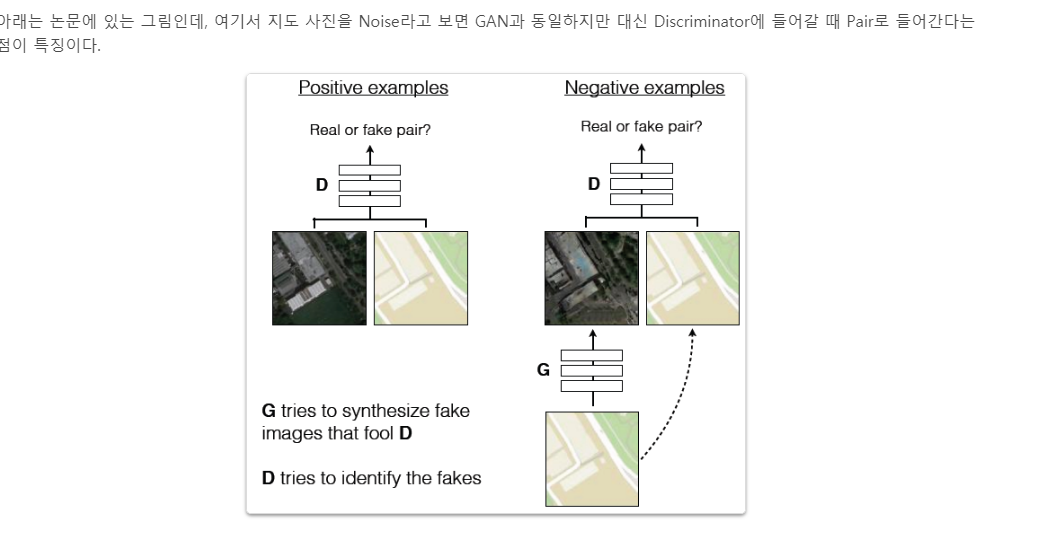 아래는 논문에 있는 그림인데, 여기서 지도 사진을 Noise라고 보면 GAN과 동일하지만 대신 Discriminator에 들어갈 때 Pair로 들어간다는
점이 특징이다.
Positive examples
Negative examples
Real or fake pair?
Real or fake pair?
D
D
G
G tries to synthesize fake
images that fool D
D tries to identify the fakes